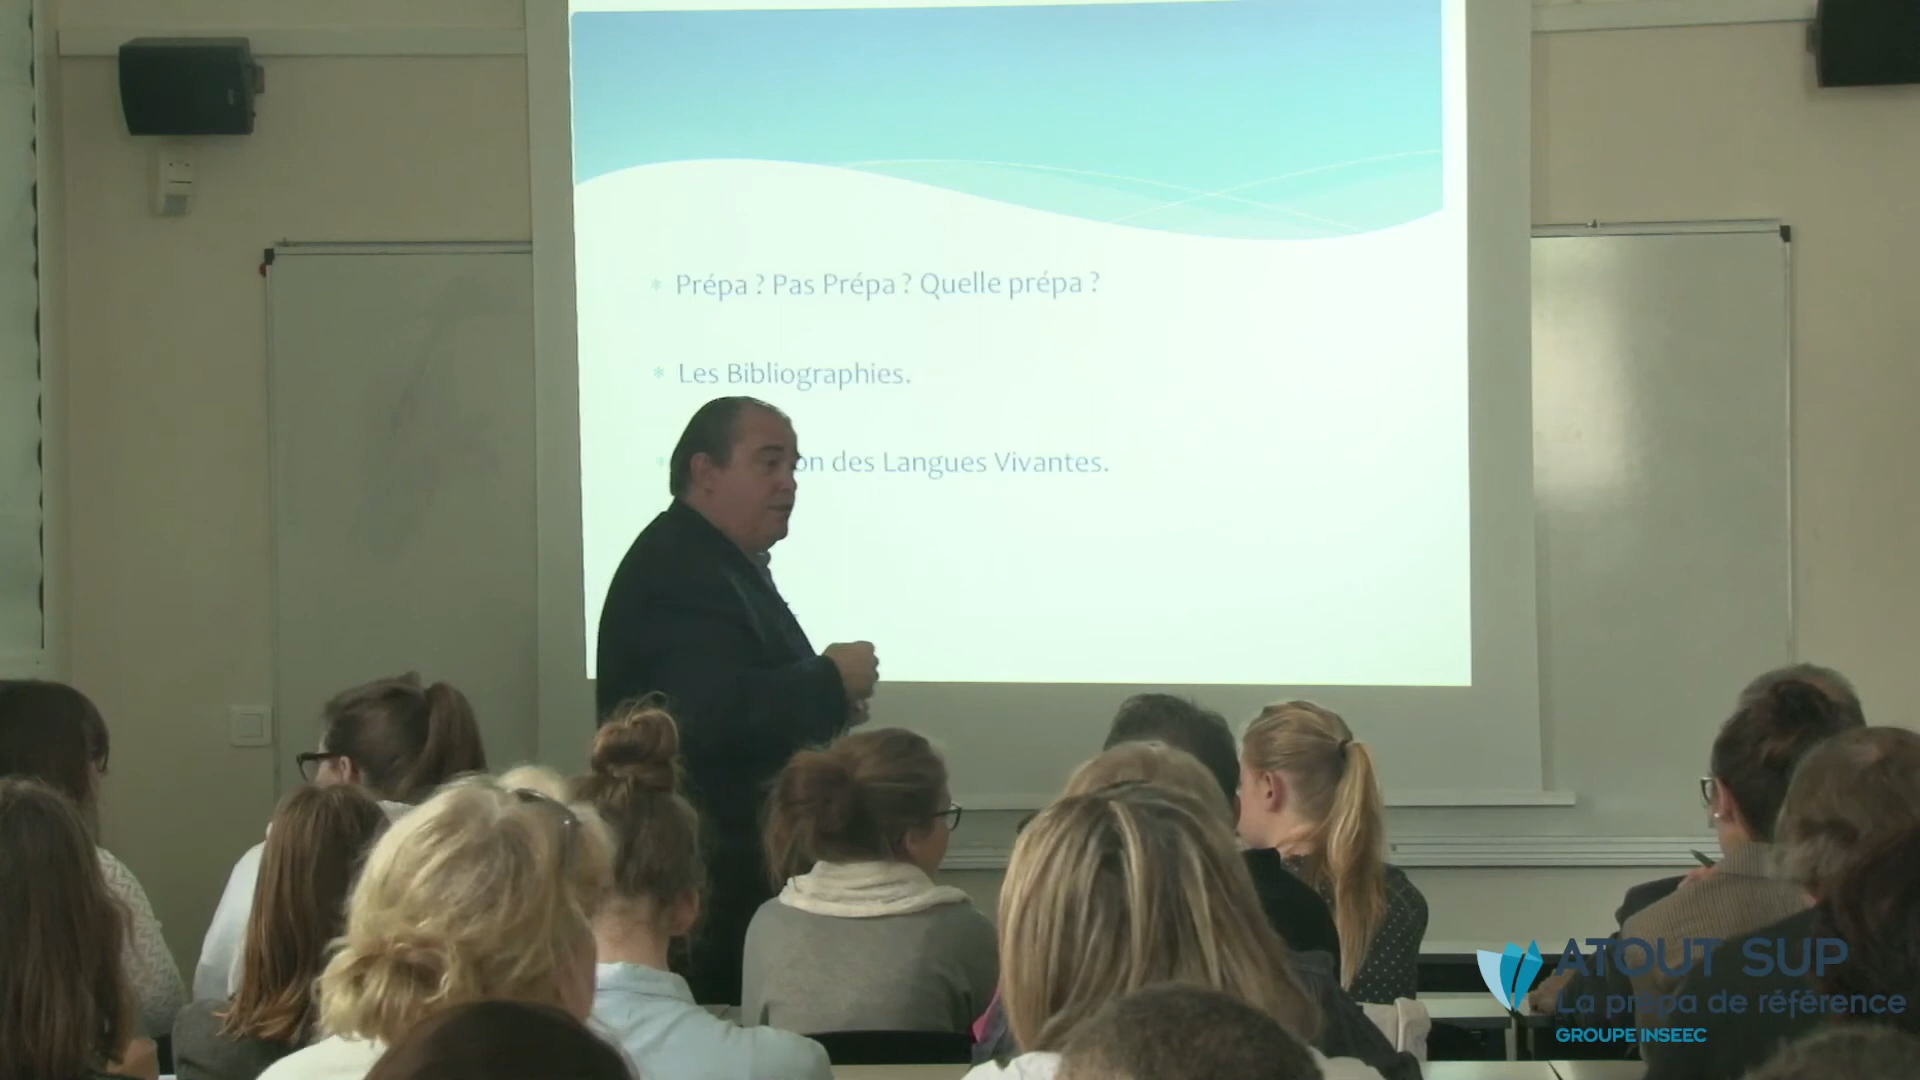 * Prépa ? Pas Prépa ? Quelle prépa ?
* Les Bibliographies.
on des Langues Vivantes.
ATOUT SUP
La prépa de référence
GROUPE INSEEC